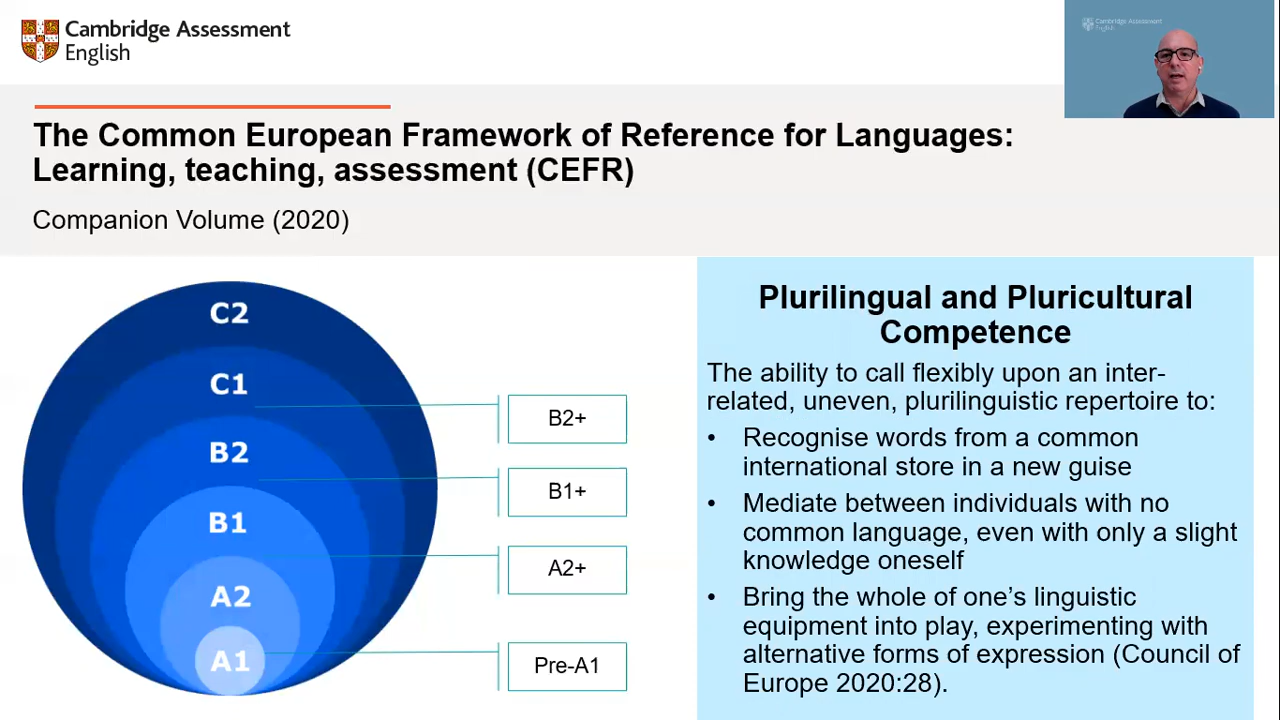 Cambridge Assessment
English
Cambridge Assessment
English
The Common European Framework of Reference for Languages:
Learning, teaching, assessment (CEFR)
Companion Volume (2020)
C2
C1
B2
B1
A2
A1
B2+
B1+
A2+
Pre-A1
Plurilingual and Pluricultural
Competence
The ability to call flexibly upon an inter-
related, uneven, plurilinguistic repertoire to:
• Recognise words from a common
international store in a new guise
• Mediate between individuals with no
common language, even with only a slight
knowledge oneself
• Bring the whole of one’s linguistic
equipment into play, experimenting with
alternative forms of expression (Council of
Europe 2020:28).